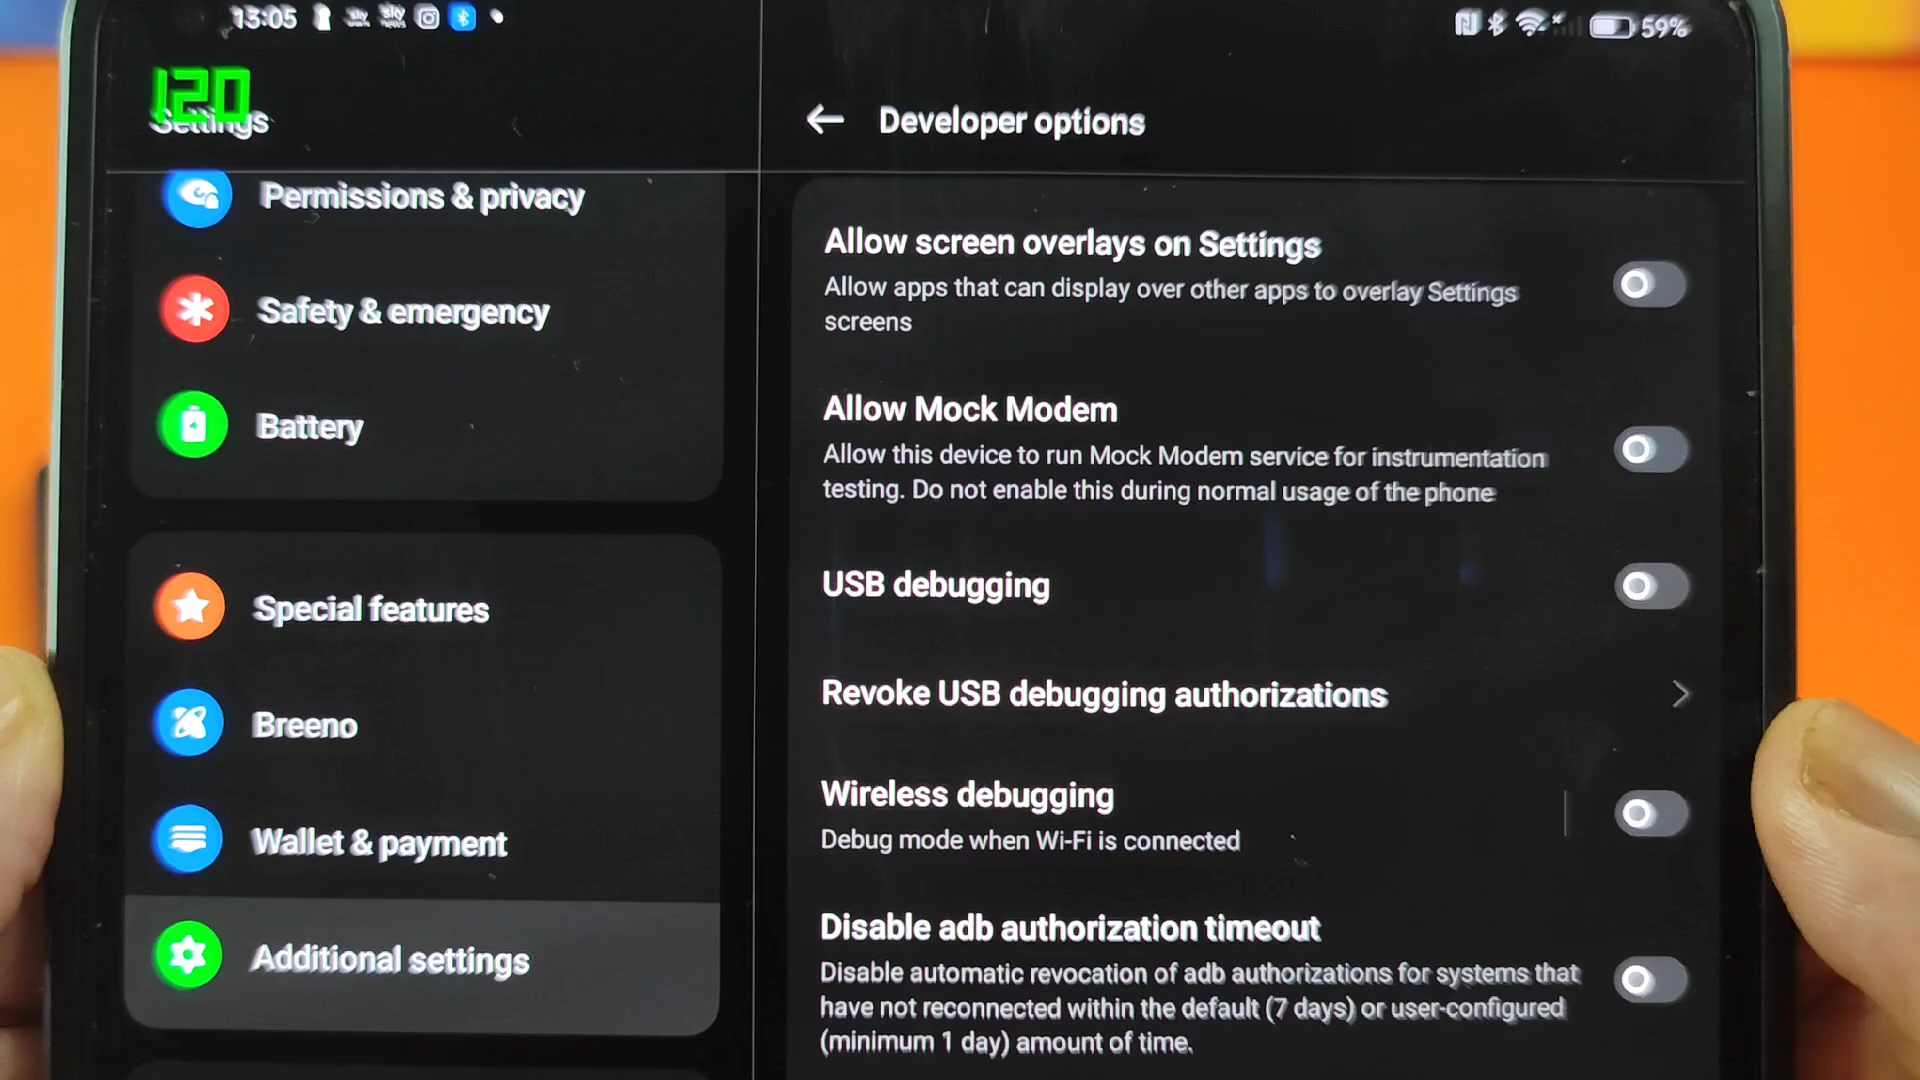 13:05
sky
sky
news
59%
120
Settings
Permissions & privacy
Safety & emergency
Battery
Special features
Breeno
Wallet & payment
Additional settings
Developer options
Allow screen overlays on Settings
Allow apps that can display over other apps to overlay Settings
screens
Allow Mock Modem
Allow this device to run Mock Modem service for instrumentation
testing. Do not enable this during normal usage of the phone
USB debugging
Revoke USB debugging authorizations
Wireless debugging
Debug mode when Wi-Fi is connected
Disable adb authorization timeout
Disable automatic revocation of adb authorizations for systems that
have not reconnected within the default (7 days) or user-configured
(minimum 1 day) amount of time.